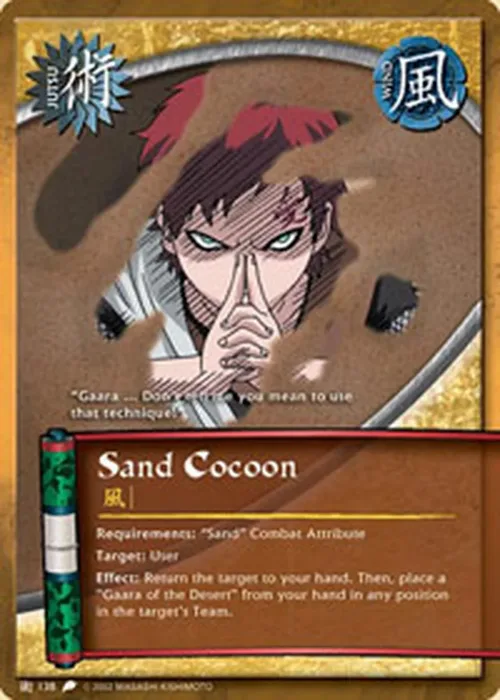 JUTSU 術
WIND 風
"Gaara ... Don't you mean to use
that technique!"
Sand Cocoon
風
Requirements: "Sand" Combat Attribute
Target: User
Effect: Return the target to your hand. Then, place a
"Gaara of the Desert" from your hand in any position
in the target's Team.
術 138 © 2002 MASASHI KISHIMOTO